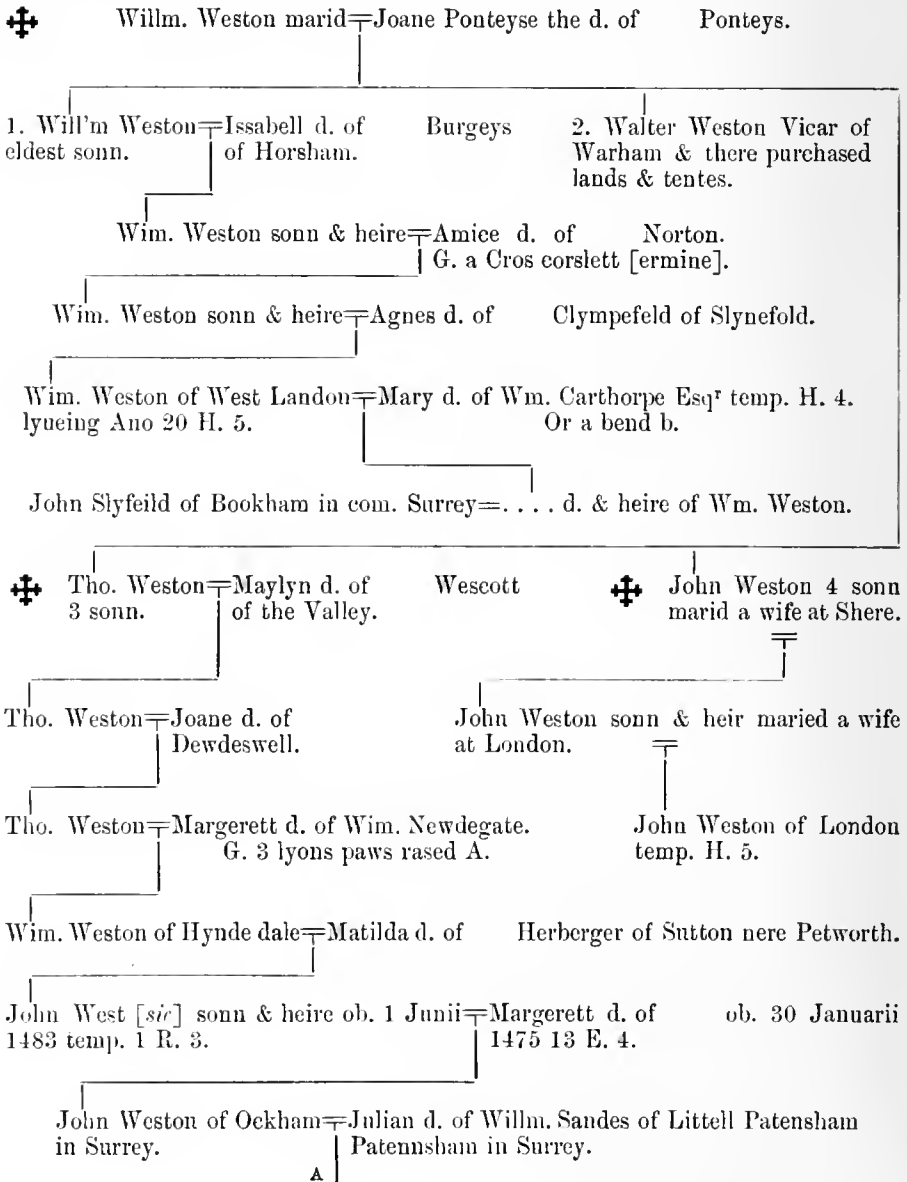 Willm. Weston marid=Joane Ponteyse the d. of Ponteys.
1. Will'm Weston=Issabell d. of Burgeys 2. Walter Weston Vicar of
eldest sonn. of Horsham. Warham & there purchased
lands & tentes.
Wim. Weston sonn & heire=Amice d. of Norton.
G. a Cros corslett [ermine].
Wim. Weston sonn & heire=Agnes d. of Clympefeld of Slynefold.
Wim. Weston of West Landon=Mary d. of Wm. Carthorpe Esqr temp. H. 4.
lyueing Ano 20 H. 5. Or a bend b.
John Slyfeild of Bookham in com. Surrey=. . . . d. & heire of Wm. Weston.
Tho. Weston=Maylyn d. of Wescott John Weston 4 sonn
3 sonn. of the Valley. marid a wife at Shere.
Tho. Weston=Joane d. of John Weston sonn & heir maried a wife
Dewdeswell. at London.
Tho. Weston=Margerett d. of Wim. Newdegate. John Weston of London
G. 3 lyons paws rased A. temp. H. 5.
Wim. Weston of Hynde dale=Matilda d. of Herberger of Sutton nere Petworth.
John West [sic] sonn & heire ob. 1 Junii=Margerett d. of ob. 30 Januarii
1483 temp. 1 R. 3. 1475 13 E. 4.
John Weston of Ockham=Julian d. of Willm. Sandes of Littell Patensham
in Surrey. Patennsham in Surrey.
A